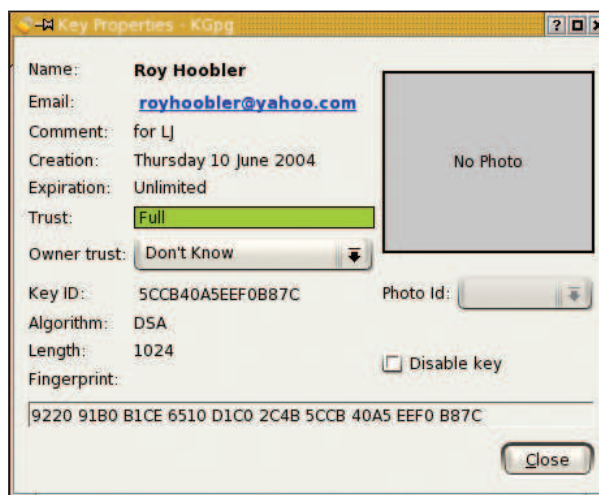 Key Properties - KGpg
Name: Roy Hoobler
Email: royhoobler@yahoo.com
Comment: for LJ
Creation: Thursday 10 June 2004
Expiration: Unlimited
No Photo
Trust: Full
Owner trust: Don't Know
Key ID: 5CCB40A5EEF0B87C
Photo Id:
Algorithm: DSA
Length: 1024
Disable key
Fingerprint:
9220 91B0 B1CE 6510 D1C0 2C4B 5CCB 40A5 EEF0 B87C
Close